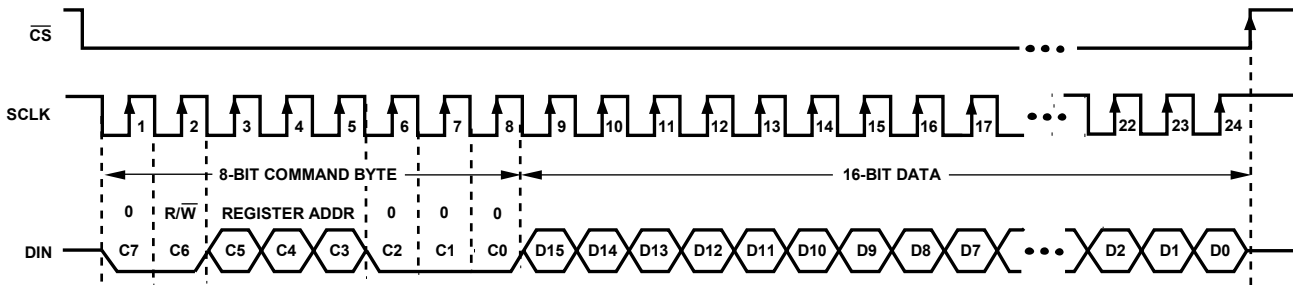 CS
SCLK
1 2 3 4 5 6 7 8 9 10 11 12 13 14 15 16 17 22 23 24
8-BIT COMMAND BYTE 16-BIT DATA
0 R/W REGISTER ADDR 0 0 0
DIN C7 C6 C5 C4 C3 C2 C1 C0 D15 D14 D13 D12 D11 D10 D9 D8 D7 D2 D1 D0